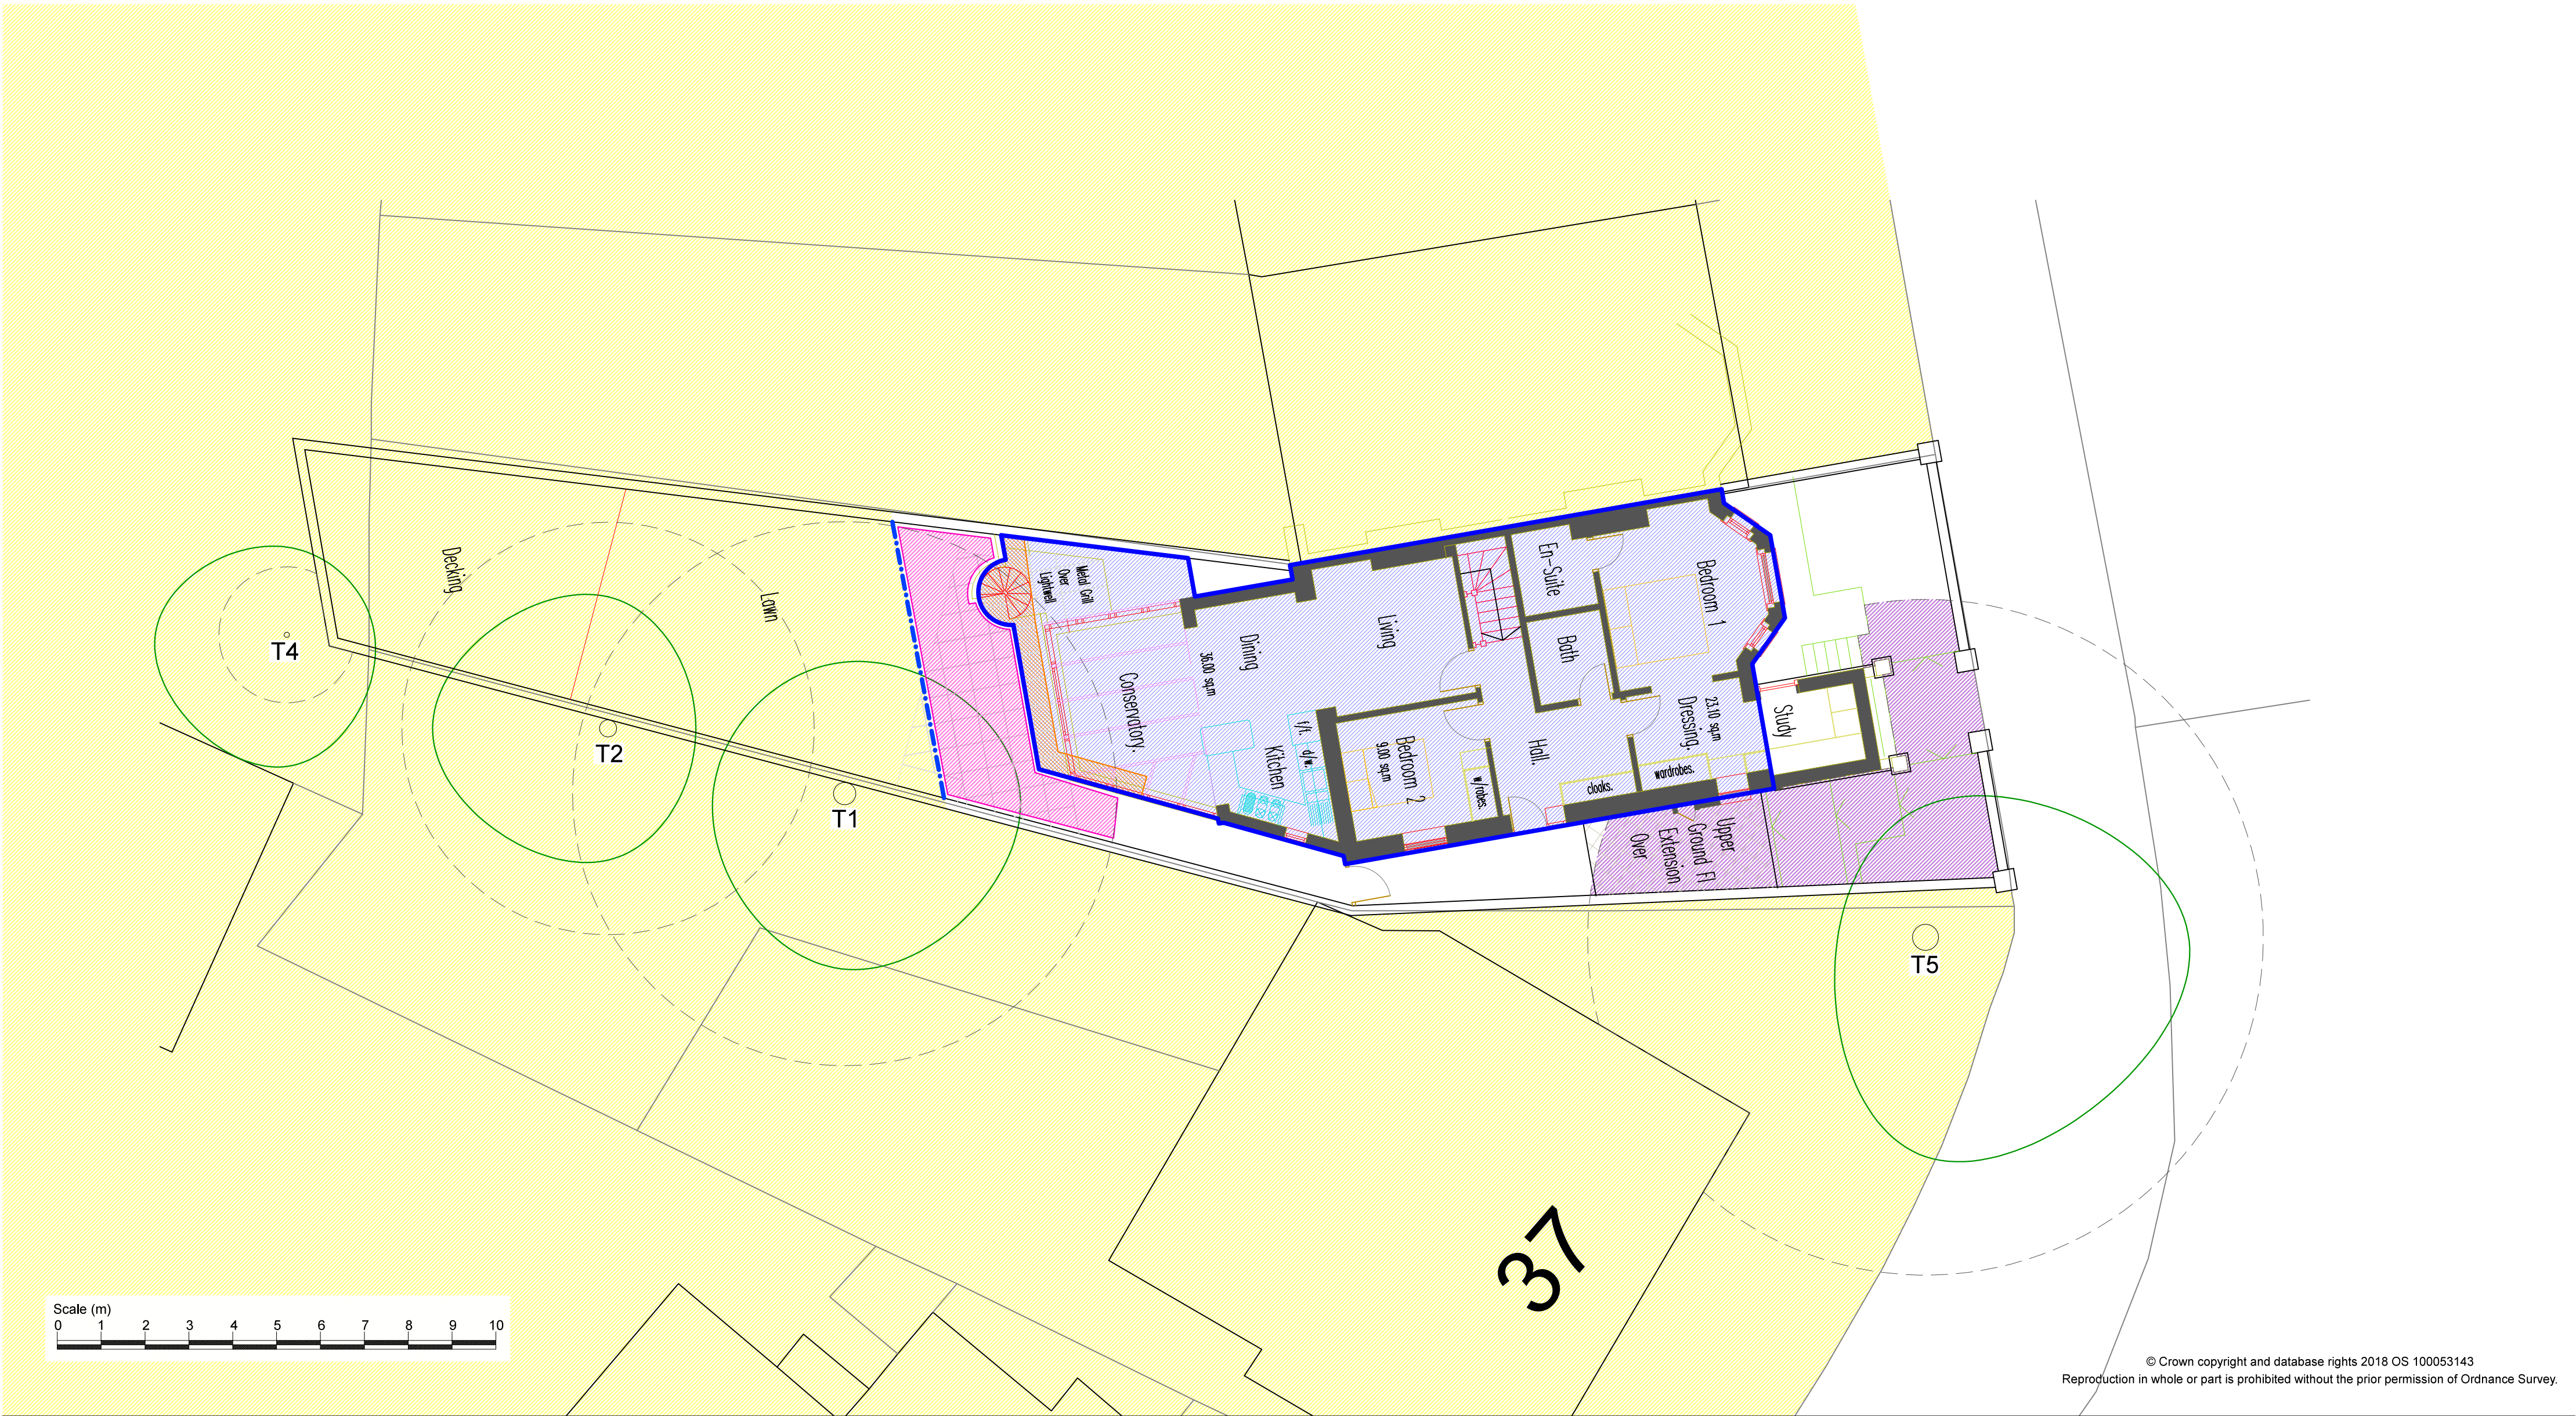 T4
Decking
T2
Lawn
T1
Metal Grill
Over
Lightwell
Conservatory.
Dining
36.00 sq.m
Living
Kitchen
f/f.
d/w.
En-Suite
Bath
Bedroom 1
Bedroom 2
9.00 sq.m
w/robes.
Hall.
cloaks.
Dressing.
23.10 sq.m
wardrobes.
Study
Upper
Ground Fl
Extension
Over
T5
37
Scale (m)
0 1 2 3 4 5 6 7 8 9 10
© Crown copyright and database rights 2018 OS 100053143
Reproduction in whole or part is prohibited without the prior permission of Ordnance Survey.